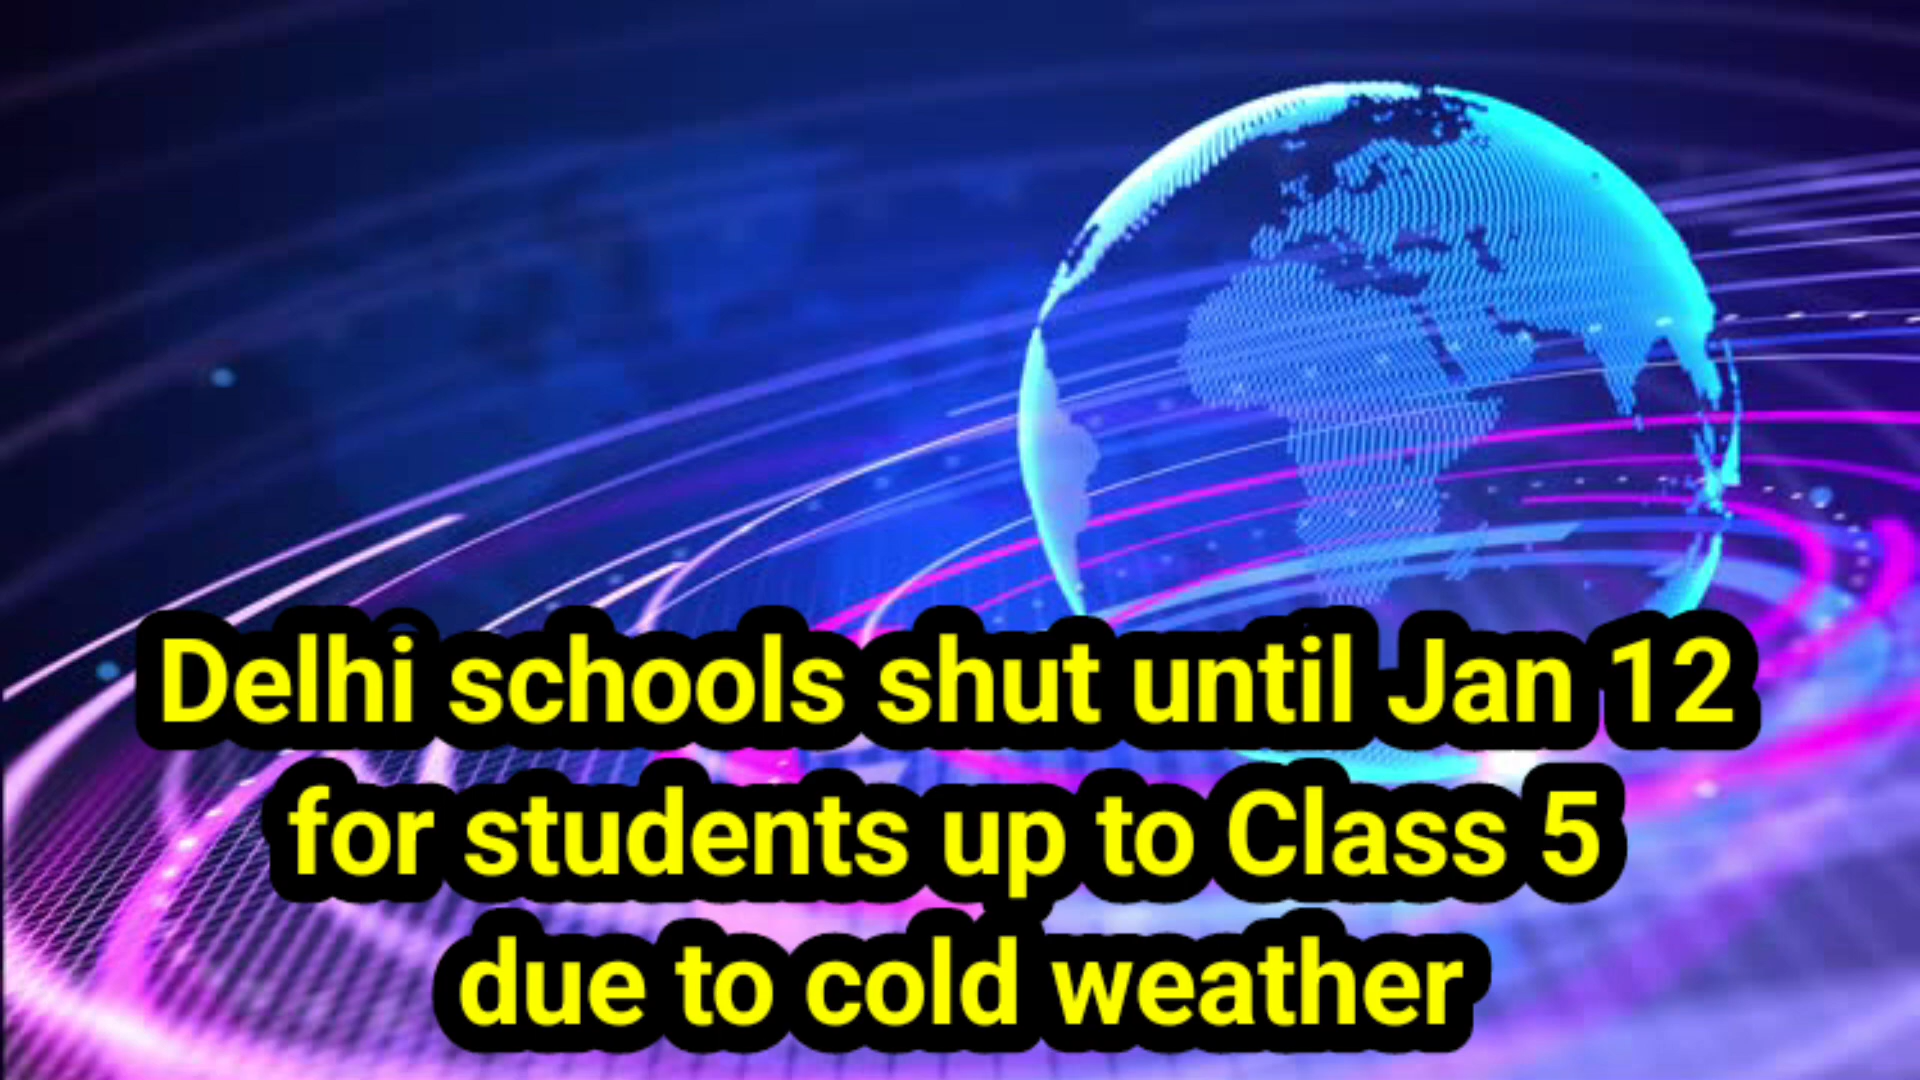 Delhi schools shut until Jan 12
for students up to Class 5
due to cold weather